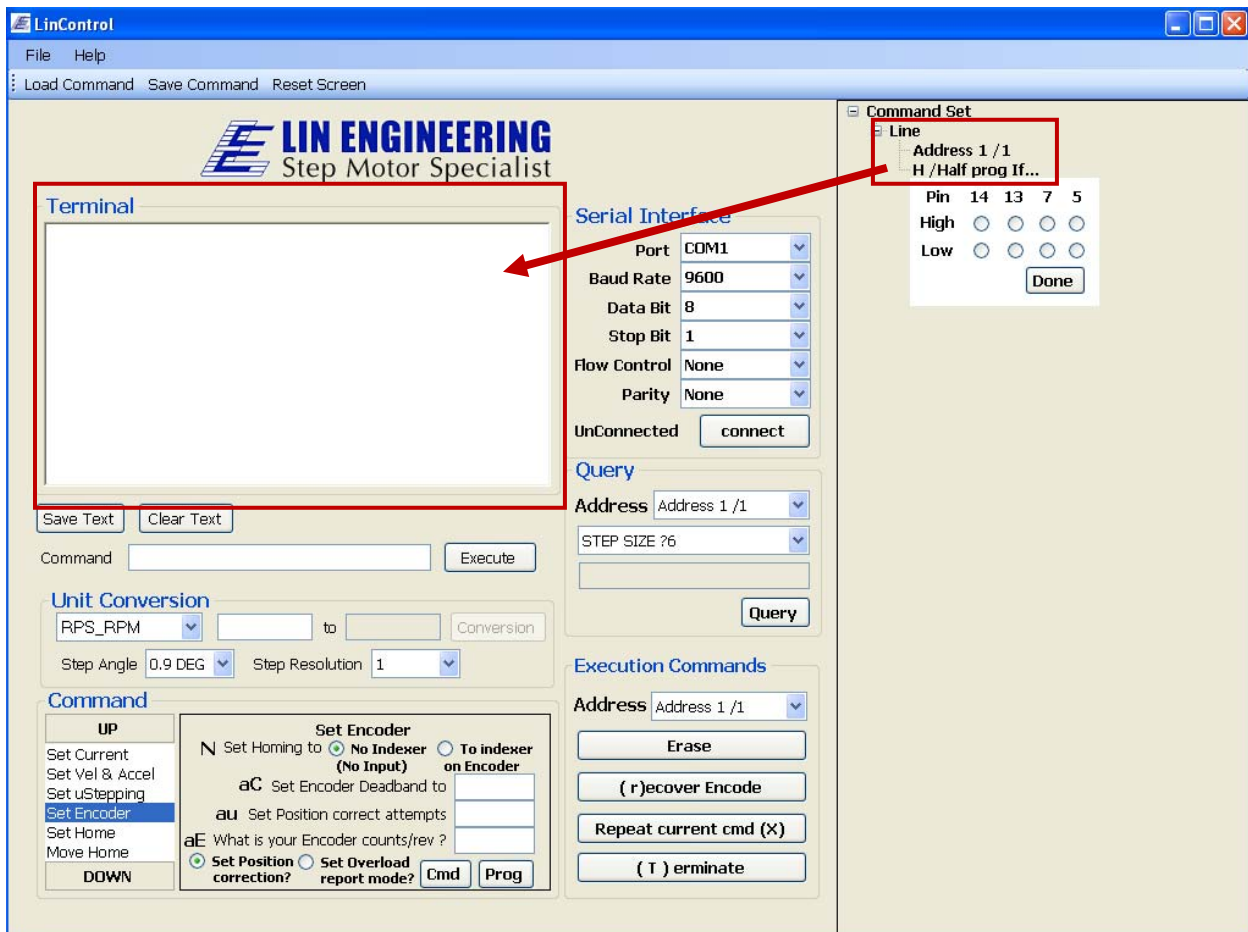 LinControl
File Help
Load Command Save Command Reset Screen
LIN ENGINEERING
Step Motor Specialist
Terminal
Save Text Clear Text
Command Execute
Unit Conversion
RPS_RPM to Conversion
Step Angle 0.9 DEG Step Resolution 1
Command
UP
Set Current
Set Vel & Accel
Set uStepping
Set Encoder
Set Home
Move Home
DOWN
Set Encoder
N Set Homing to No Indexer To indexer
(No Input) on Encoder
aC Set Encoder Deadband to
au Set Position correct attempts
aE What is your Encoder counts/rev ?
Set Position Set Overload
correction? report mode? Cmd Prog
Serial Interface
Port COM1
Baud Rate 9600
Data Bit 8
Stop Bit 1
Flow Control None
Parity None
UnConnected connect
Query
Address Address 1 /1
STEP SIZE ?6
Query
Execution Commands
Address Address 1 /1
Erase
( r)ecover Encode
Repeat current cmd (X)
( T ) erminate
Command Set
Line
Address 1 /1
H /Half prog If...
Pin 14 13 7 5
High
Low
Done